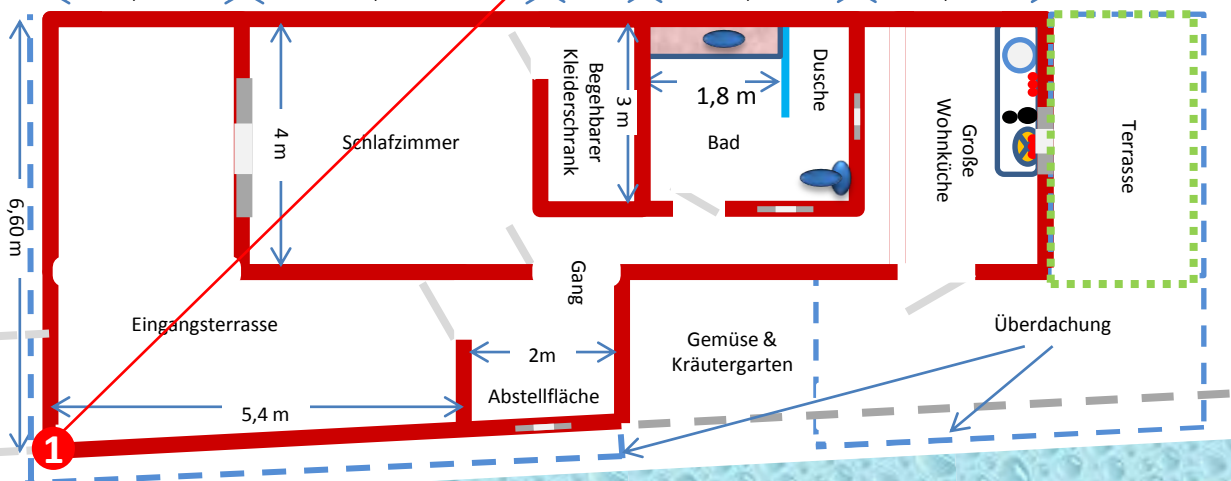 Begehbarer
Kleiderschrank
3 m
Dusche
1,8 m
4 m
Schlafzimmer
Bad
Große
Wohnküche
Terrasse
6,60 m
Gang
Eingangsterrasse
Gemüse &
Kräutergarten
Überdachung
2m
Abstellfläche
5,4 m
1